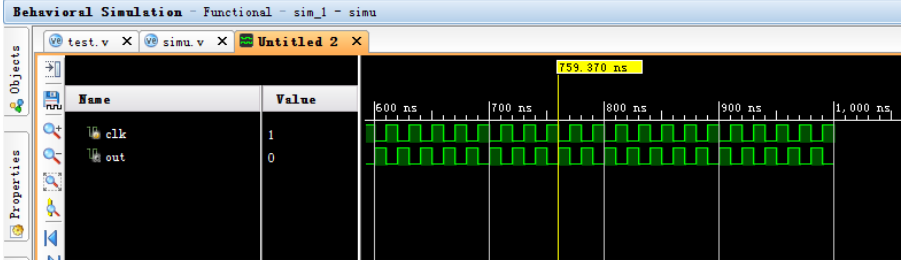 Behavioral Simulation - Functional - sim_1 - simu
test.v
simu.v
Untitled 2
Objects
Properties
759.370 ns
Name
Value
600 ns
700 ns
800 ns
900 ns
1,000 ns
clk
1
out
0